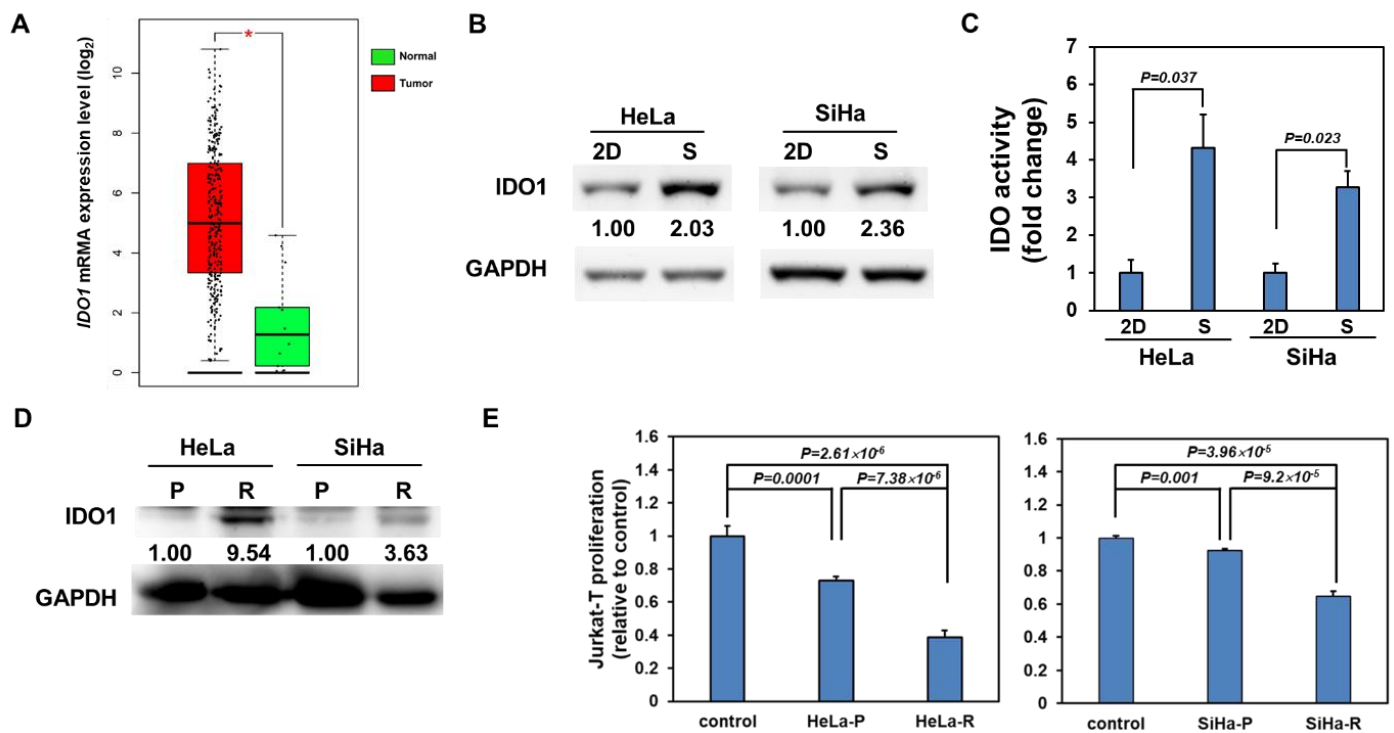 A
IDO1 mRMA expression level (log2)
10
8
6
4
2
0
*
Normal
Tumor
B
HeLa SiHa
2D S 2D S
IDO1
1.00 2.03 1.00 2.36
GAPDH
C
IDO activity
(fold change)
7
6
5
4
3
2
1
0
P=0.037
P=0.023
2D S 2D S
HeLa SiHa
D
HeLa SiHa
P R P R
IDO1
1.00 9.54 1.00 3.63
GAPDH
E
Jurkat-T proliferation
(relative to control)
1.6
1.4
1.2
1
0.8
0.6
0.4
0.2
0
P=2.61×10-6
P=0.0001 P=7.38×10-6
control HeLa-P HeLa-R
1.6
1.4
1.2
1
0.8
0.6
0.4
0.2
0
P=3.96×10-5
P=0.001 P=9.2×10-5
control SiHa-P SiHa-R